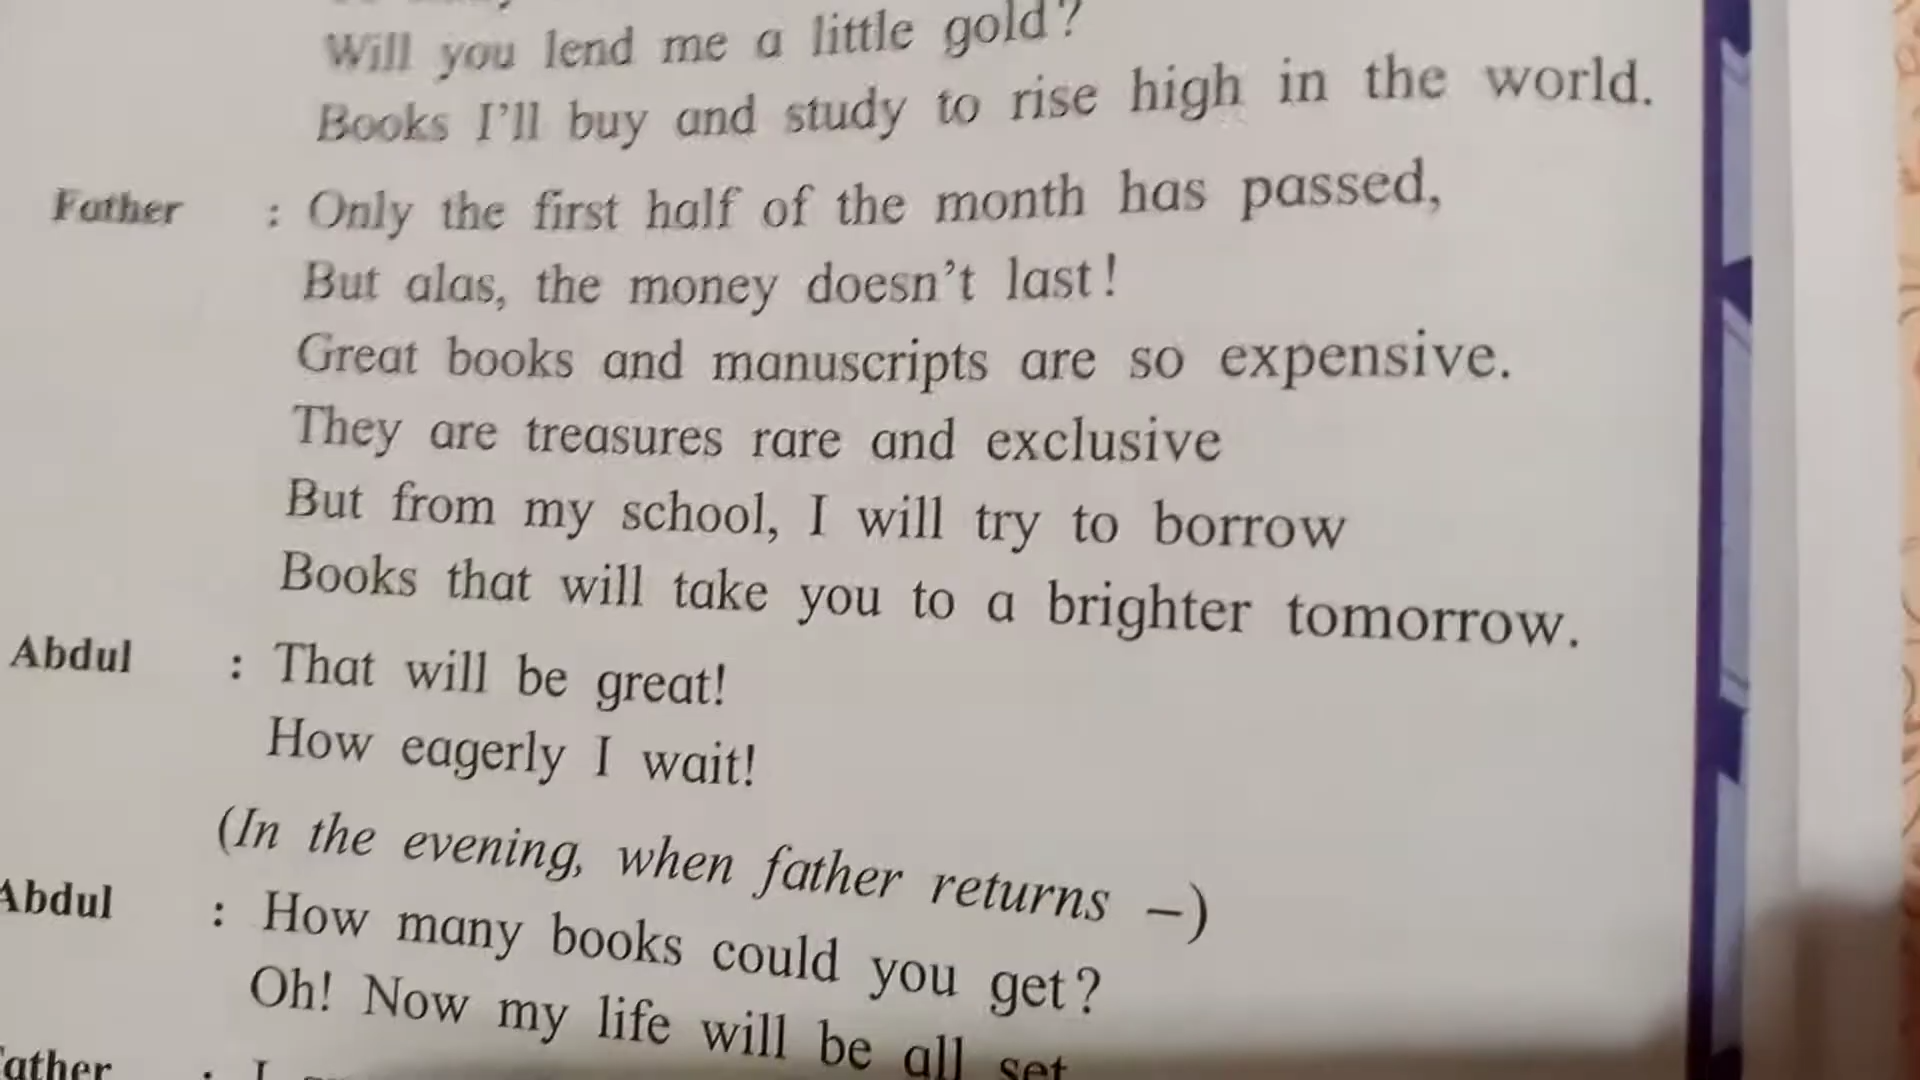 Will you lend me a little gold?
Books I'll buy and study to rise high in the world.
Father : Only the first half of the month has passed,
But alas, the money doesn't last!
Great books and manuscripts are so expensive.
They are treasures rare and exclusive
But from my school, I will try to borrow
Books that will take you to a brighter tomorrow.
Abdul : That will be great!
How eagerly I wait!
(In the evening, when father returns –)
Abdul : How many books could you get?
Oh! Now my life will be all set
Father : I